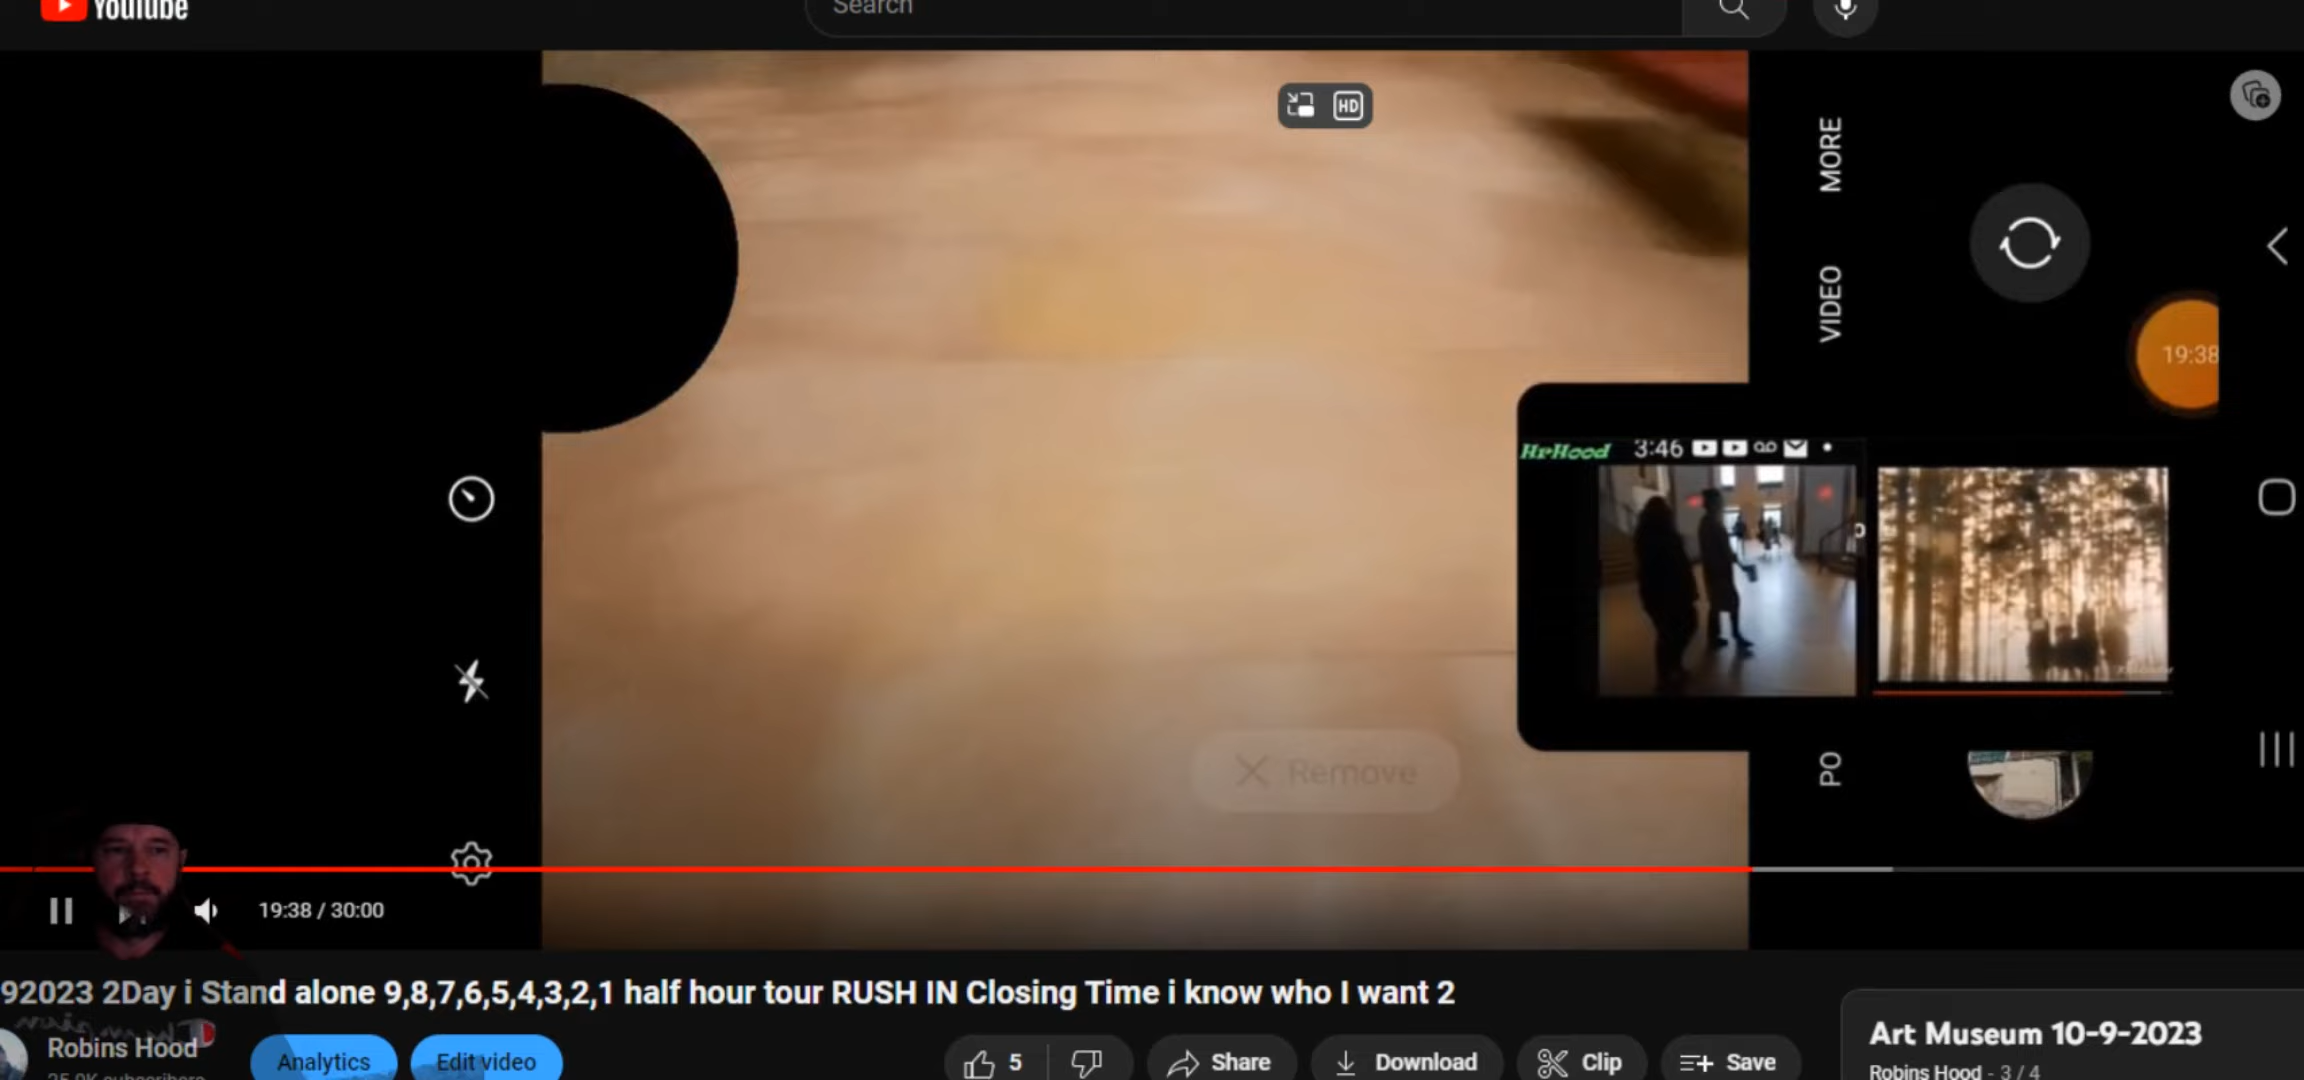 YouTube
Search
HD
MORE
VIDEO
19:38
HrHood 3:46
Remove
PO
19:38 / 30:00
92023 2Day i Stand alone 9,8,7,6,5,4,3,2,1 half hour tour RUSH IN Closing Time i know who I want 2
Robins Hood
Analytics
Edit video
5
Share
Download
Clip
Save
Art Museum 10-9-2023
Robins Hood - 3 / 4